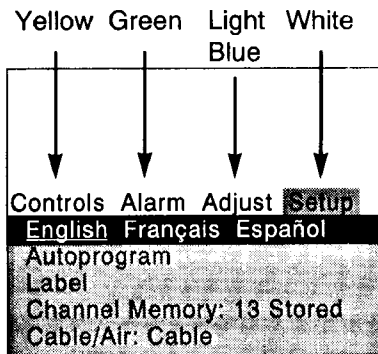 Yellow Green Light White
Blue
Controls Alarm Adjust Setup
English Français Español
Autoprogram
Label
Channel Memory: 13 Stored
Cable/Air: Cable